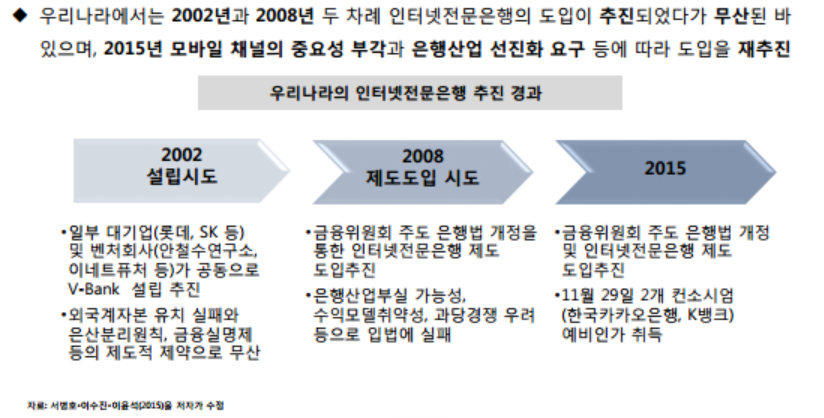 ◆ 우리나라에서는 2002년과 2008년 두 차례 인터넷전문은행의 도입이 추진되었다가 무산된 바
있으며, 2015년 모바일 채널의 중요성 부각과 은행산업 선진화 요구 등에 따라 도입을 재추진
우리나라의 인터넷전문은행 추진 경과
2002
설립시도
•일부 대기업(롯데, SK 등)
및 벤처회사(안철수연구소,
이네트퓨처 등)가 공동으로
V-Bank 설립 추진
•외국계자본 유치 실패와
은산분리원칙, 금융실명제
등의 제도적 제약으로 무산
2008
제도도입 시도
•금융위원회 주도 은행법 개정을
통한 인터넷전문은행 제도
도입추진
•은행산업부실 가능성,
수익모델취약성, 과당경쟁 우려
등으로 입법에 실패
2015
•금융위원회 주도 은행법 개정
및 인터넷전문은행 제도
도입추진
•11월 29일 2개 컨소시엄
(한국카카오은행, K뱅크)
예비인가 취득
자료: 서병호•이수진•이윤석(2015)을 저자가 수정